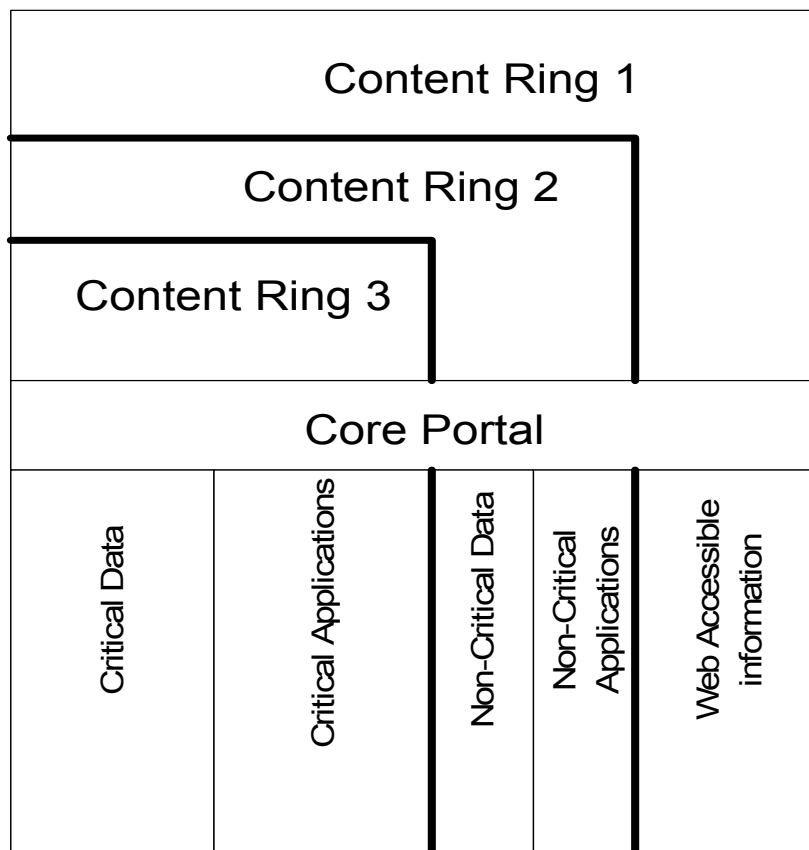 Content Ring 1
Content Ring 2
Content Ring 3
Core Portal
Critical Data
Critical Applications
Non-Critical Data
Non-Critical
Applications
Web Accessible
information